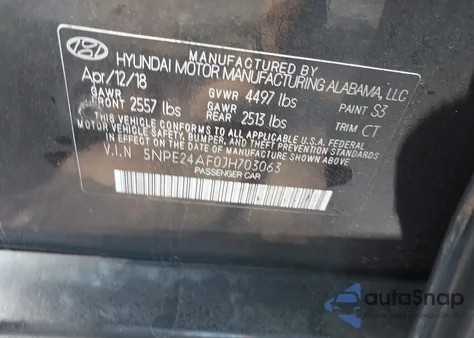 MANUFACTURED BY
HYUNDAI MOTOR MANUFACTURING ALABAMA, LLC
Apr/12/18 GVWR 4497 lbs
GAWR GAWR PAINT S3
FRONT 2557 lbs REAR 2513 lbs
THIS VEHICLE CONFORMS TO ALL APPLICABLE U.S.A. FEDERAL TRIM CT
MOTOR VEHICLE SAFETY, BUMPER, AND THEFT PREVENTION
STANDARDS IN EFFECT ON THE DATE OF MANUFACTURE SHOWN ABOVE.
V.I.N 5NPE24AF0JH703063
PASSENGER CAR
autoSnap